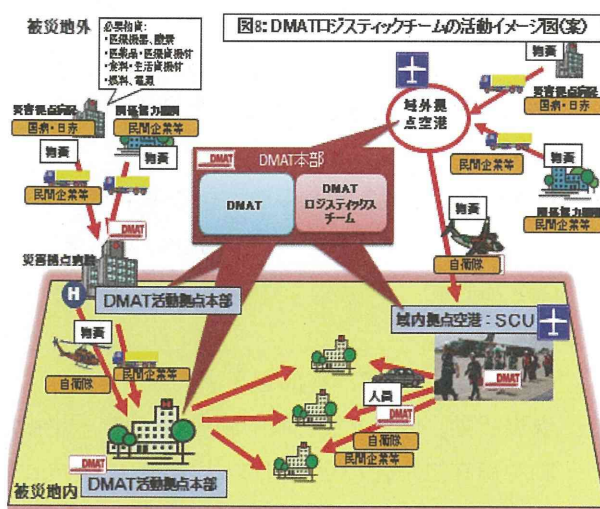 被災地外
図8：DMATロジスティックチームの活動イメージ図(案)
必要物資：
・医療機器、酸素
・医薬品・医療資機材
・食料・生活資機材
・燃料、電源
災害拠点病院
国病・日赤
関係協力機関
民間企業等
物資
物資
民間企業等
DMAT
DMAT本部
DMAT
DMAT
ロジスティックス
チーム
域外拠
点空港
物資
災害拠点病院
国病・日赤
民間企業等
物資
関係協力機関
民間企業等
物資
自衛隊
DMAT
災害拠点病院
H
DMAT活動拠点本部
物資
自衛隊
民間企業等
域内拠点空港：SCU
DMAT
人員
DMAT
自衛隊
民間企業等
DMAT
DMAT活動拠点本部
被災地内